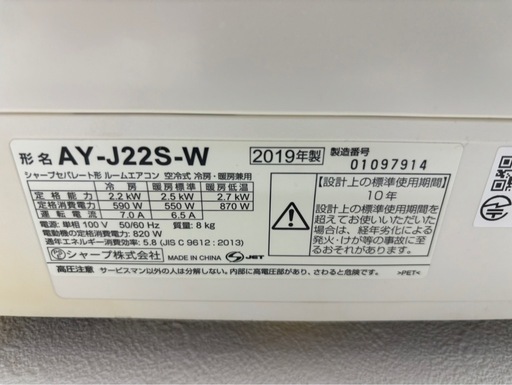 形名 AY-J22S-W 2019年製 製造番号 01097914
シャープセパレート形 ルームエアコン 空冷式 冷房・暖房兼用
冷房 暖房標準 暖房低温
定格能力 2.2 kW 2.5 kW 2.7 kW
定格消費電力 590 W 550 W 870 W
運転電流 7.0 A 6.5 A
電源:単相 100 V 50/60 Hz 質量:8 kg
電動機の定格消費電力:820 W
通年エネルギー消費効率:5.8 (JIS C 9612:2013)
シャープ株式会社 MADE IN CHINA JET
【設計上の標準使用期間】
10年
設計上の標準使用期間を
超えてお使いいただいた
場合は、経年劣化による
発火・けが等の事故に至
るおそれがあります。
高圧注意 サービスマン以外の人は分解しない。内部に高電圧部があり、さわると危険です。 >PET<